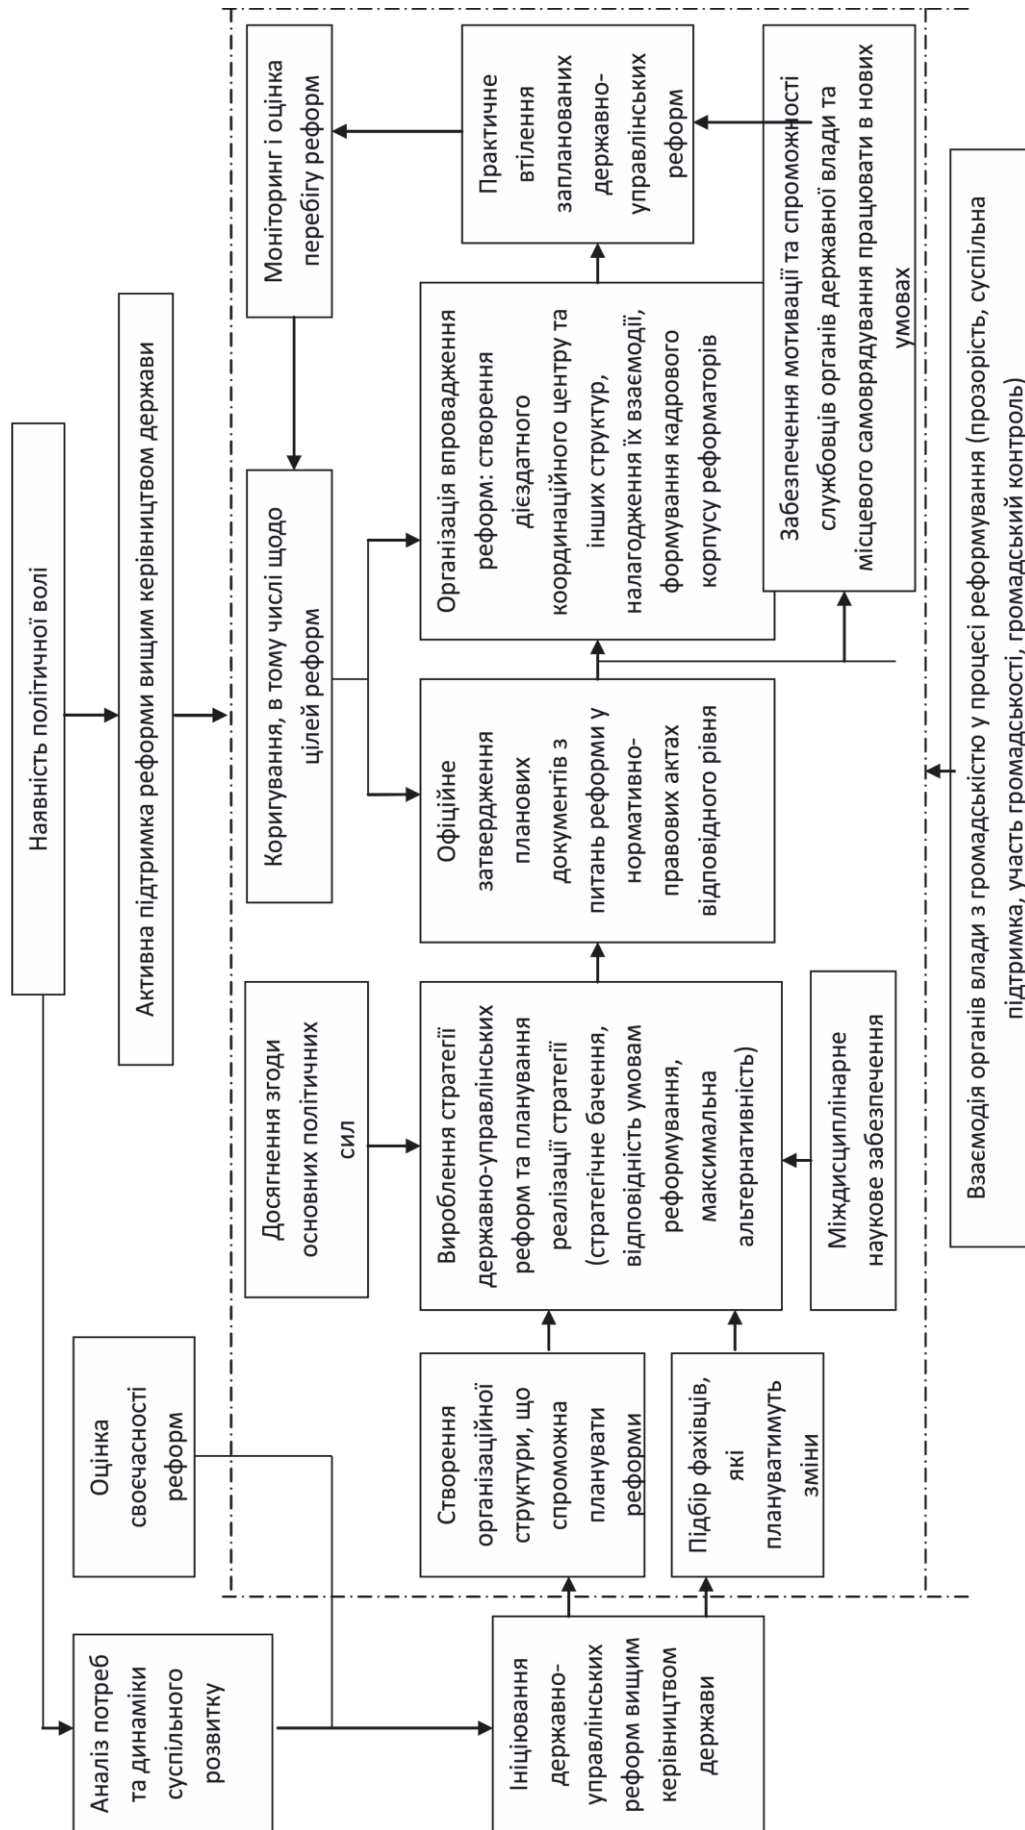 Наявність політичної волі
Активна підтримка реформи вищим керівництвом держави
Аналіз потреб
та динаміки
суспільного
розвитку
Оцінка
своєчасності
реформ
Досягнення згоди
основних політичних
сил
Коригування, в тому числі щодо
цілей реформ
Моніторинг і оцінка
перебігу реформ
Ініціювання
державно-
управлінських
реформ вищим
керівництвом
держави
Створення
організаційної
структури, що
спроможна
планувати
реформи
Підбір фахівців,
які
плануватимуть
зміни
Вироблення стратегії
державно-управлінських
реформ та планування
реалізації стратегії
(стратегічне бачення,
відповідність умовам
реформування,
максимальна
альтернативність)
Міждисциплінарне
наукове забезпечення
Офіційне
затвердження
планових
документів з
питань реформи у
нормативно-
правових актах
відповідного рівня
Організація впровадження
реформ: створення
дієздатного
координаційного центру та
інших структур,
налагодження їх взаємодії,
формування кадрового
корпусу реформаторів
Практичне
втілення
запланованих
державно-
управлінських
реформ
Забезпечення мотивації та спроможності
службовців органів державної влади та
місцевого самоврядування працювати в нових
умовах
Взаємодія органів влади з громадськістю у процесі реформування (прозорість, суспільна
підтримка, участь громадськості, громадський контроль)